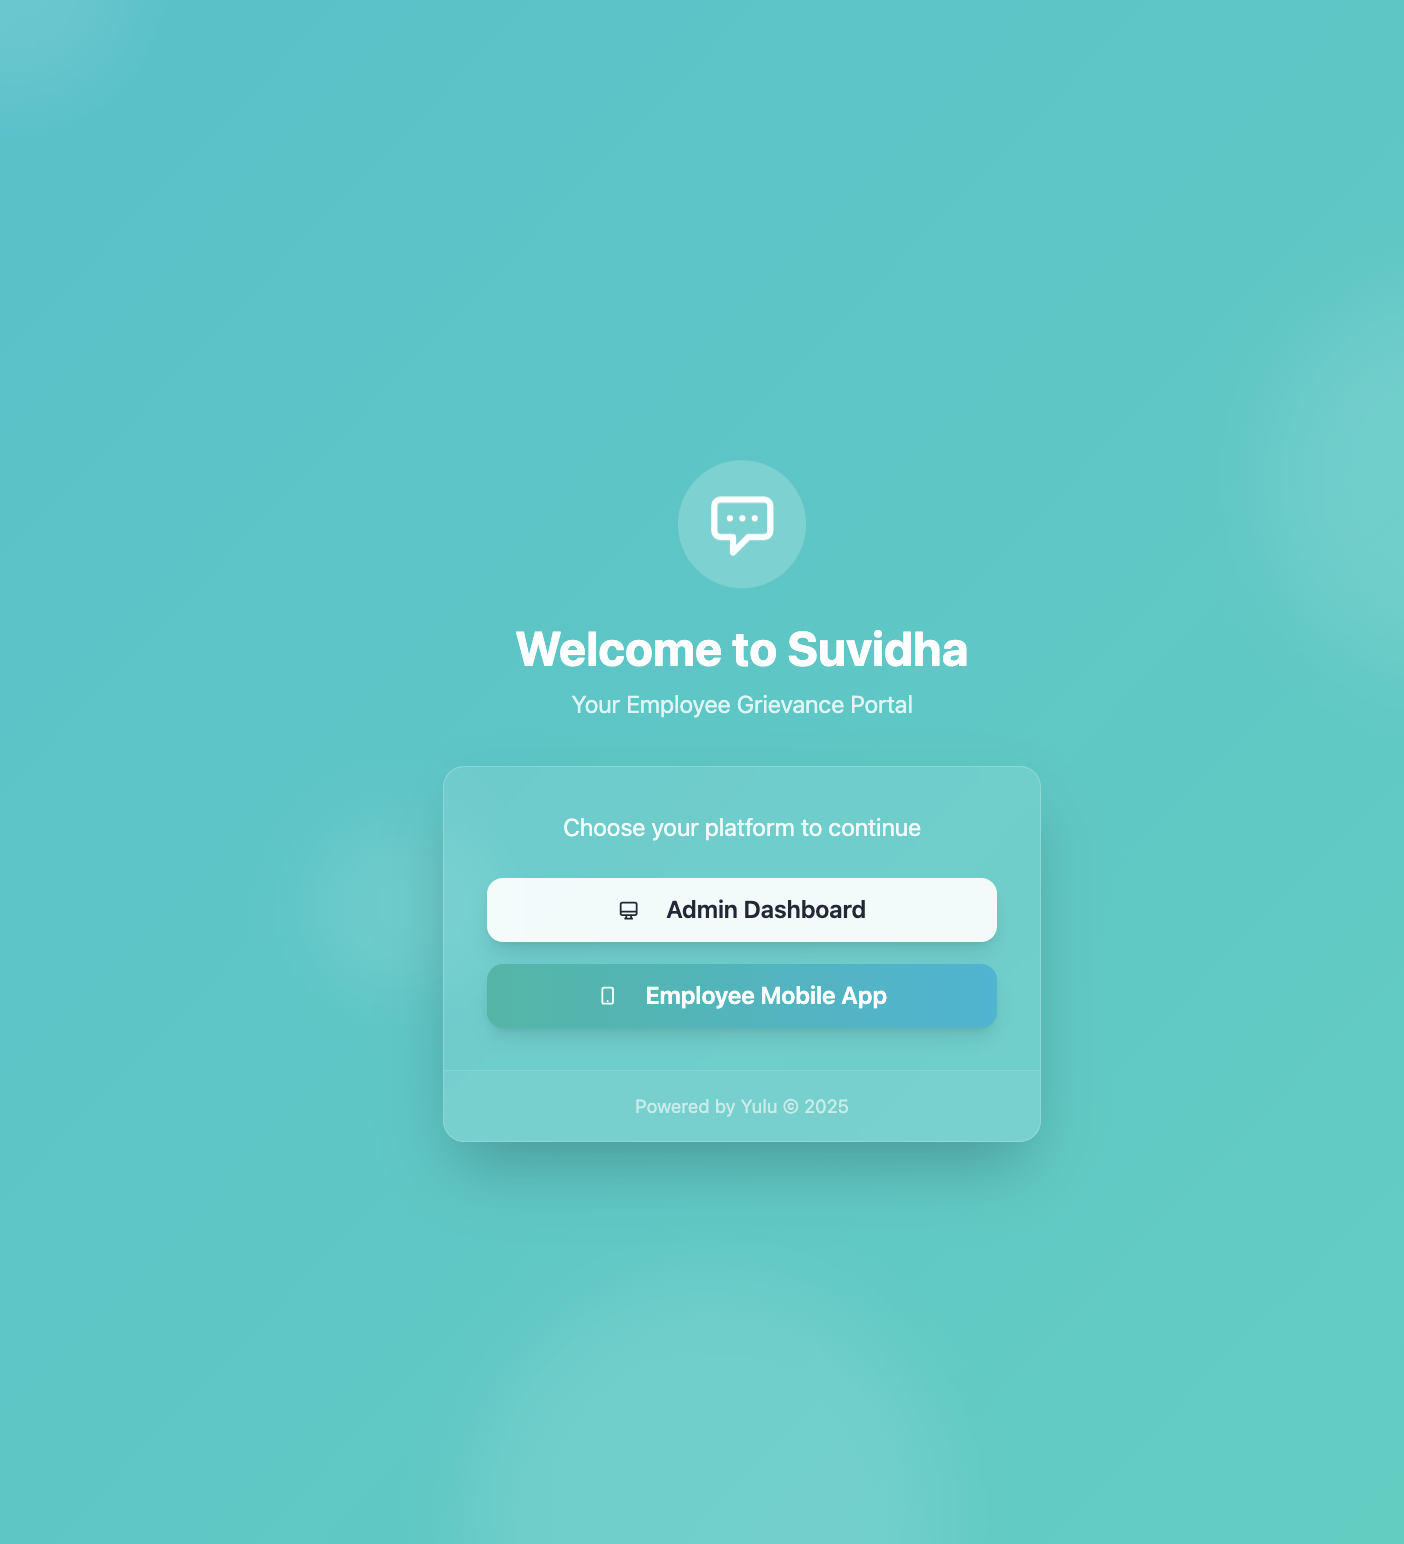 Welcome to Suvidha
Your Employee Grievance Portal
Choose your platform to continue
Admin Dashboard
Employee Mobile App
Powered by Yulu © 2025